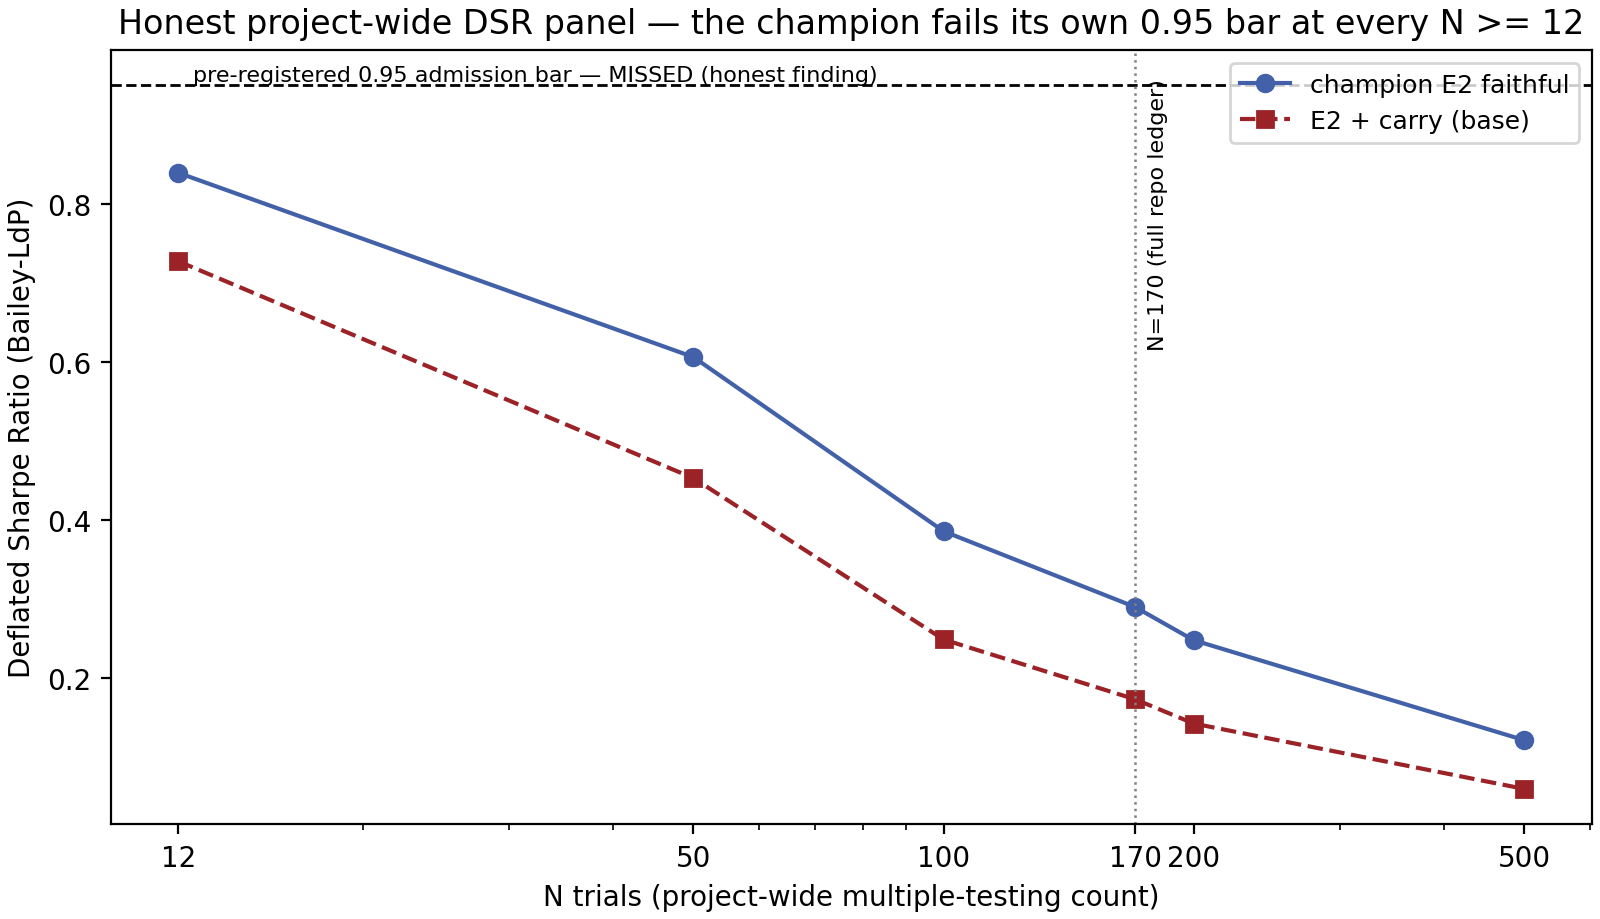 Honest project-wide DSR panel — the champion fails its own 0.95 bar at every N >= 12
pre-registered 0.95 admission bar — MISSED (honest finding)
champion E2 faithful
E2 + carry (base)
N=170 (full repo ledger)
Deflated Sharpe Ratio (Bailey-LdP)
0.8
0.6
0.4
0.2
12 50 100 170 200 500
N trials (project-wide multiple-testing count)